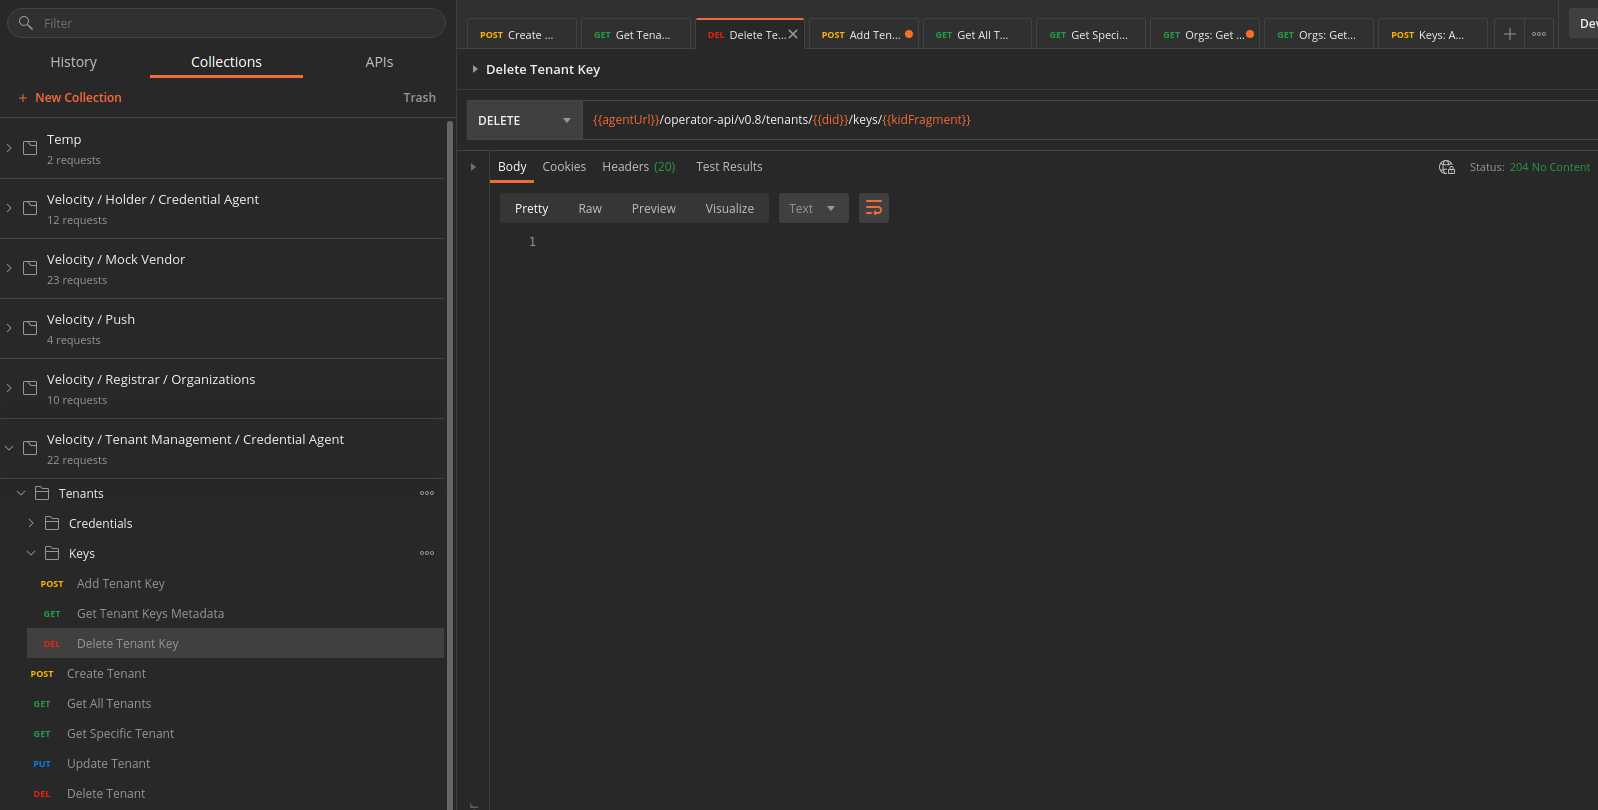 Filter
History
Collections
APIs
+ New Collection
Trash
Temp
2 requests
Velocity / Holder / Credential Agent
12 requests
Velocity / Mock Vendor
23 requests
Velocity / Push
4 requests
Velocity / Registrar / Organizations
10 requests
Velocity / Tenant Management / Credential Agent
22 requests
Tenants
Credentials
Keys
POST Add Tenant Key
GET Get Tenant Keys Metadata
DEL Delete Tenant Key
POST Create Tenant
GET Get All Tenants
GET Get Specific Tenant
PUT Update Tenant
DEL Delete Tenant
POST Create ...
GET Get Tena...
DEL Delete Te...
POST Add Ten...
GET Get All T...
GET Get Speci...
GET Orgs: Get ...
GET Orgs: Get...
POST Keys: A...
Dev
Delete Tenant Key
DELETE
{{agentUrl}}/operator-api/v0.8/tenants/{{did}}/keys/{{kidFragment}}
Body Cookies Headers (20) Test Results
Status: 204 No Content
Pretty Raw Preview Visualize Text
1